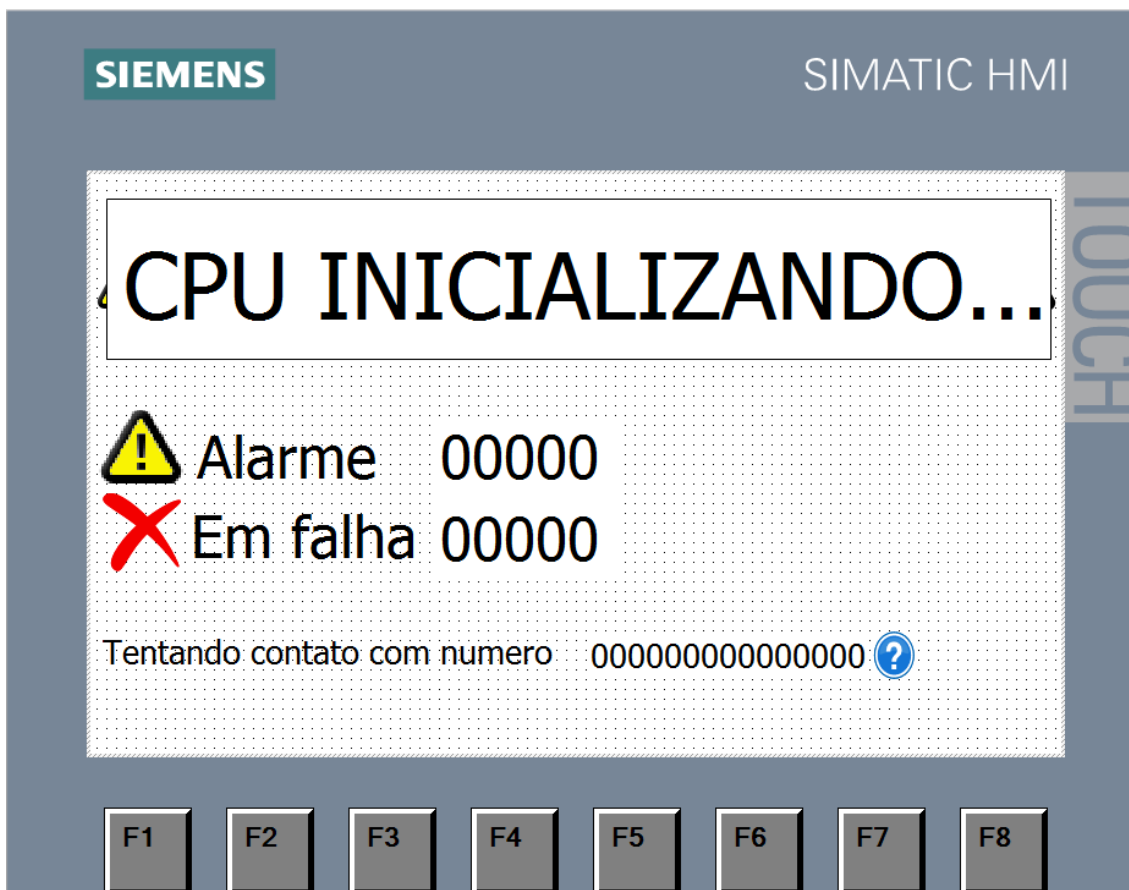 SIEMENS SIMATIC HMI
TOUCH
CPU INICIALIZANDO...
Alarme 00000
Em falha 00000
Tentando contato com numero 000000000000000 ?
F1 F2 F3 F4 F5 F6 F7 F8